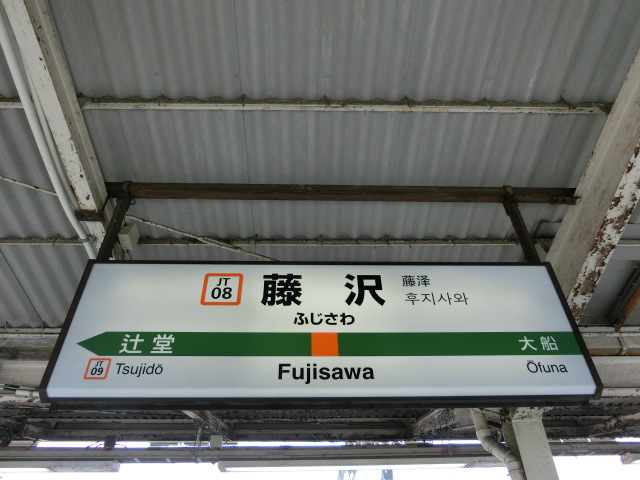 JT 08 藤沢 藤泽
후지사와
ふじさわ
辻堂 大船
JT 09 Tsujidō Fujisawa Ōfuna